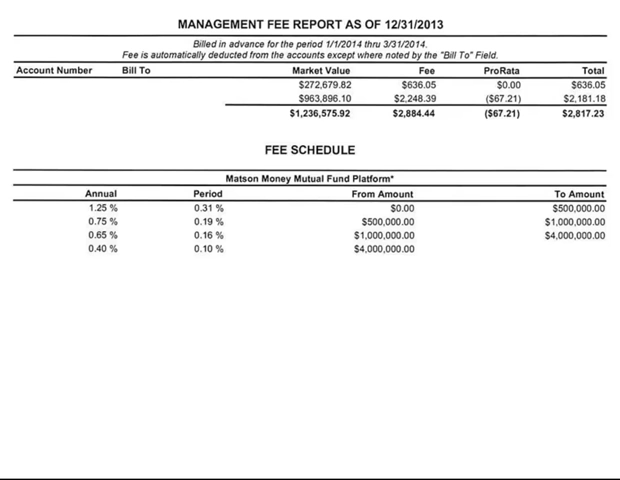 MANAGEMENT FEE REPORT AS OF 12/31/2013
Billed in advance for the period 1/1/2014 thru 3/31/2014.
Fee is automatically deducted from the accounts except where noted by the "Bill To" Field.
Account Number Bill To Market Value Fee ProRata Total
$272,679.82 $636.05 $0.00 $636.05
$963,896.10 $2,248.39 ($67.21) $2,181.18
$1,236,575.92 $2,884.44 ($67.21) $2,817.23
FEE SCHEDULE
Matson Money Mutual Fund Platform*
Annual Period From Amount To Amount
1.25 % 0.31 % $0.00 $500,000.00
0.75 % 0.19 % $500,000.00 $1,000,000.00
0.65 % 0.16 % $1,000,000.00 $4,000,000.00
0.40 % 0.10 % $4,000,000.00